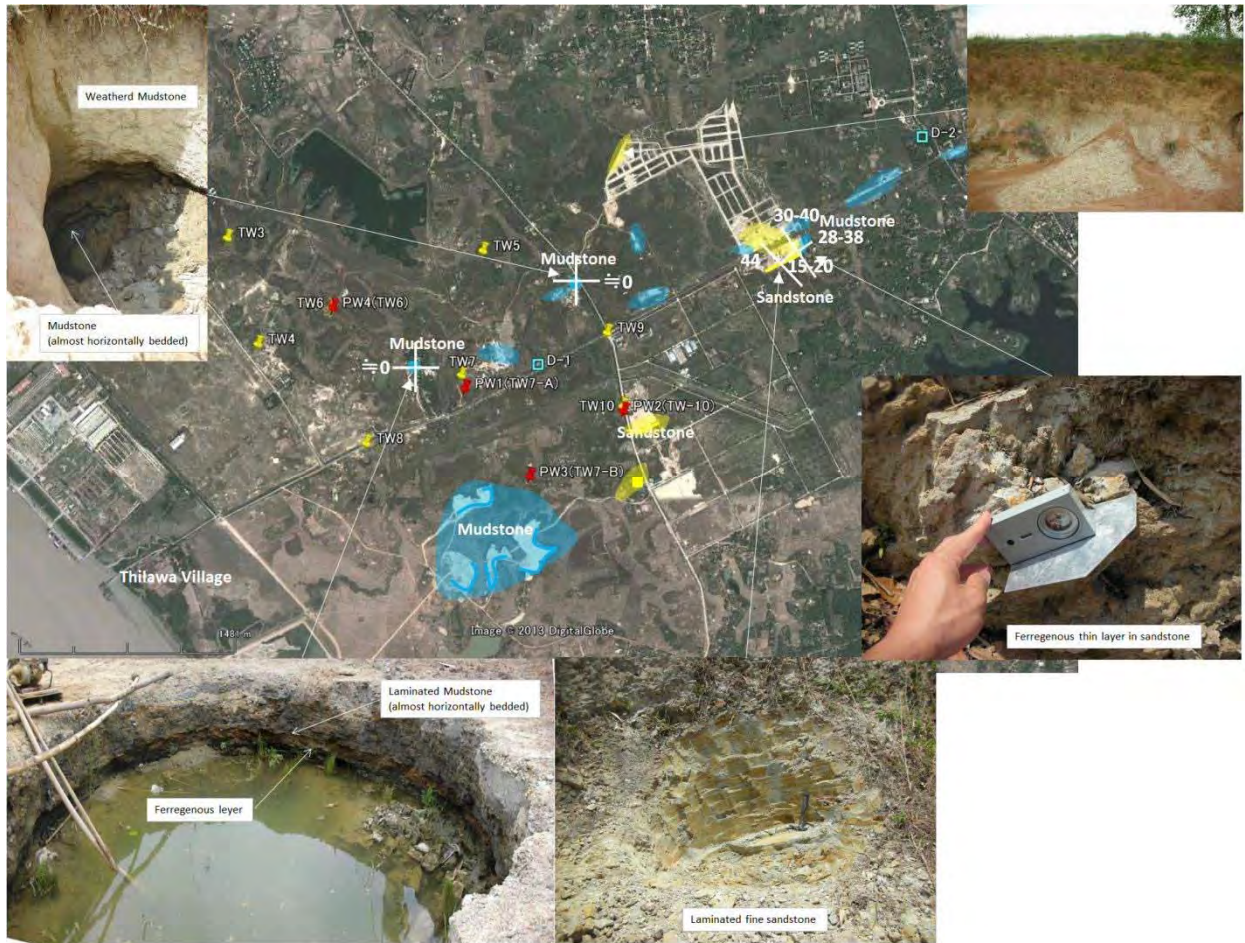 Weatherd Mudstone
Mudstone
(almost horizontally bedded)
D-2
TW3
TW5
Mudstone
≒0
30-40
Mudstone
28-38
44
15-20
Sandstone
TW6
PW4(TW6)
TW4
TW9
Mudstone
≒0
TW7
D-1
PW1(TW7-A)
TW10
PW2(TW-10)
Sandstone
TW8
PW3(TW7-B)
Mudstone
Thilawa Village
1481 m
Image © 2013 DigitalGlobe
Ferregenous thin layer in sandstone
Laminated Mudstone
(almost horizontally bedded)
Ferregenous leyer
Laminated fine sandstone